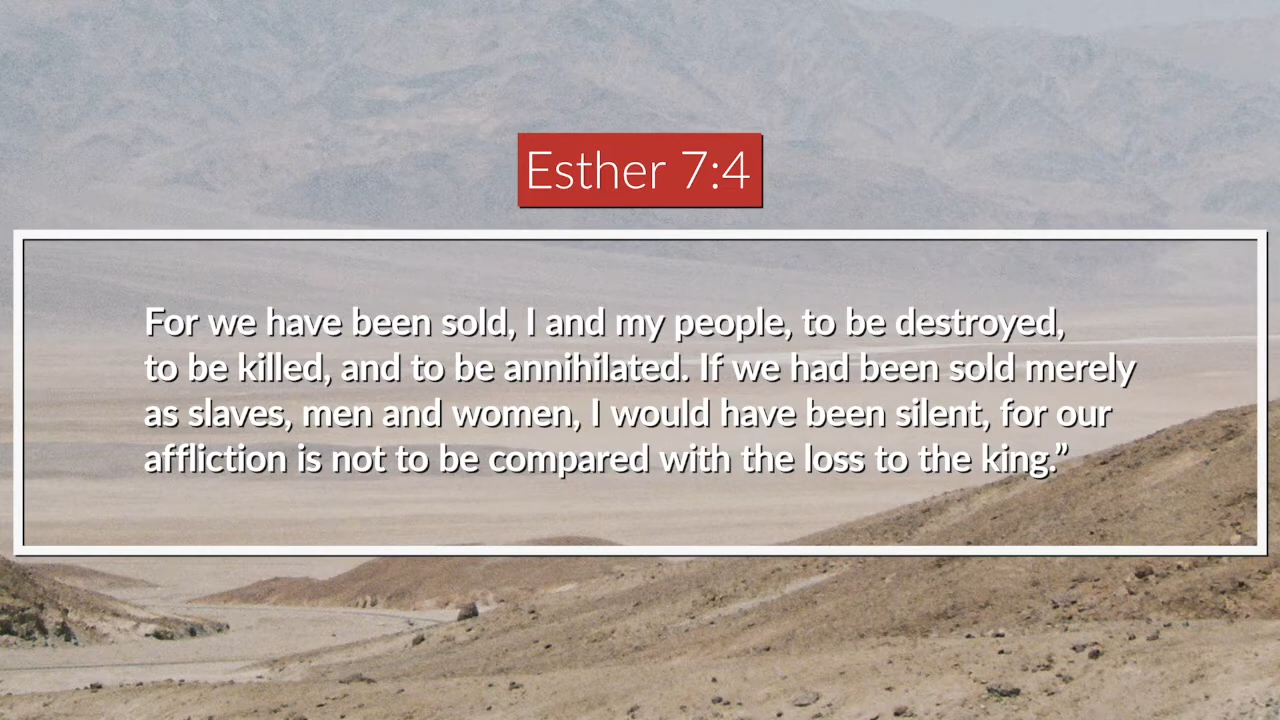 Esther 7:4
For we have been sold, I and my people, to be destroyed,
to be killed, and to be annihilated. If we had been sold merely
as slaves, men and women, I would have been silent, for our
affliction is not to be compared with the loss to the king.”